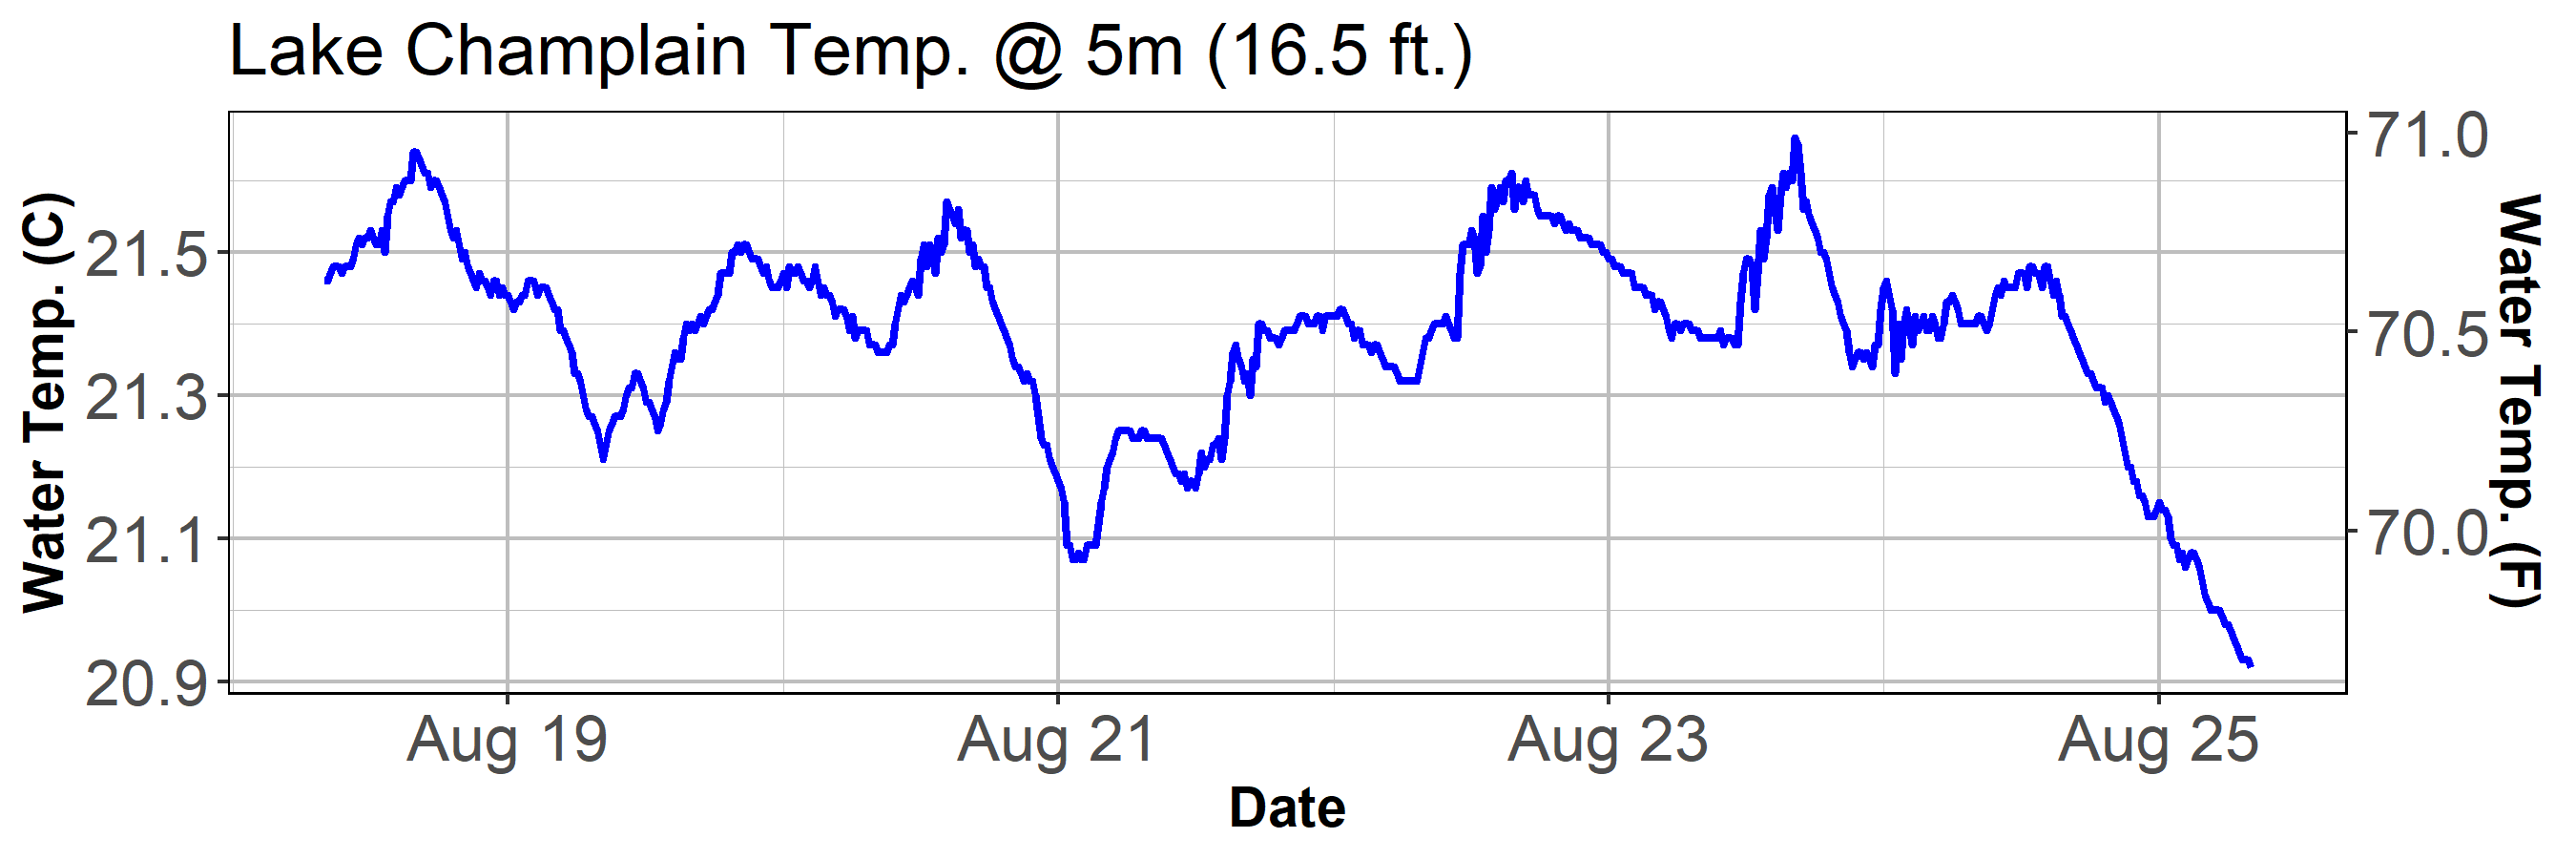 Lake Champlain Temp. @ 5m (16.5 ft.)
Water Temp. (C)
21.5
21.3
21.1
20.9
71.0
70.5
70.0
Water Temp. (F)
Aug 19 Aug 21 Aug 23 Aug 25
Date